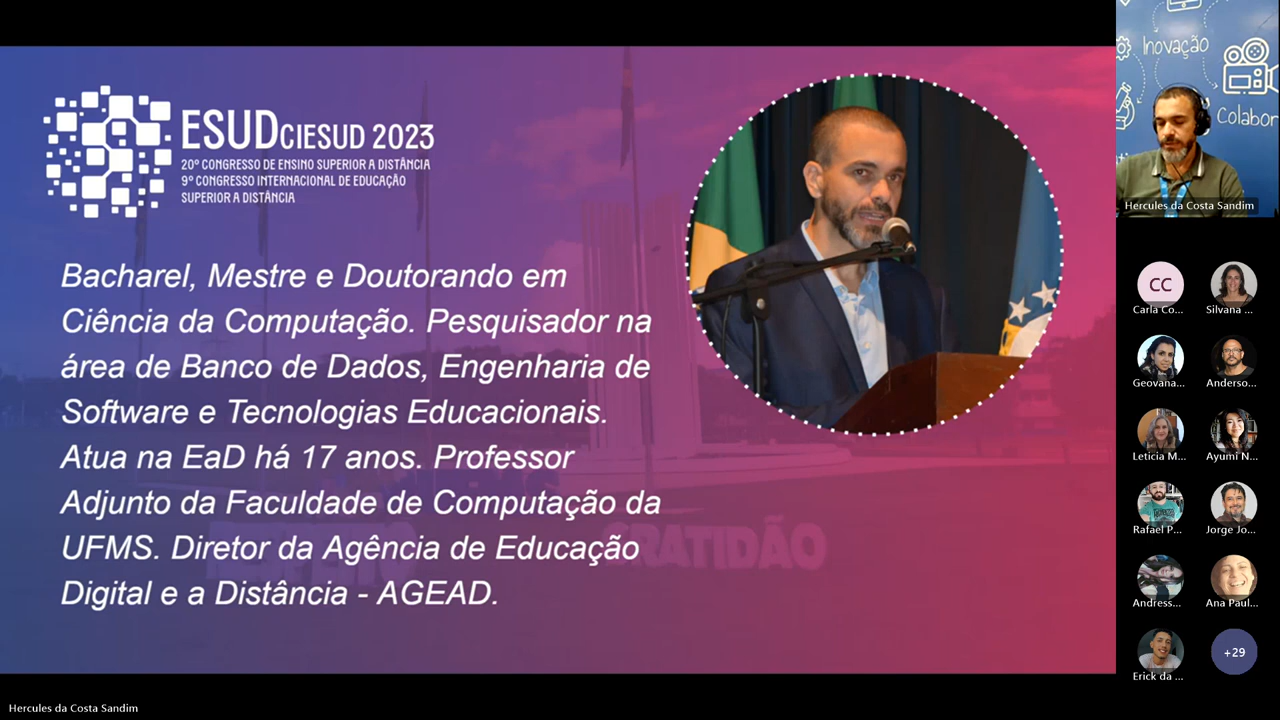 ESUDCIESUD 2023
20º CONGRESSO DE ENSINO SUPERIOR A DISTÂNCIA
9º CONGRESSO INTERNACIONAL DE EDUCAÇÃO
SUPERIOR A DISTÂNCIA
Bacharel, Mestre e Doutorando em
Ciência da Computação. Pesquisador na
área de Banco de Dados, Engenharia de
Software e Tecnologias Educacionais.
Atua na EaD há 17 anos. Professor
Adjunto da Faculdade de Computação da
UFMS. Diretor da Agência de Educação
Digital e a Distância - AGEAD.
GRATIDÃO
Inovação
Colabor
Hercules da Costa Sandim
CC
Carla Co...
Silvana ...
Geovana...
Anderso...
Leticia M...
Ayumi N...
Rafael P...
Jorge Jo...
Andress...
Ana Paul...
Erick da ...
+29
Hercules da Costa Sandim